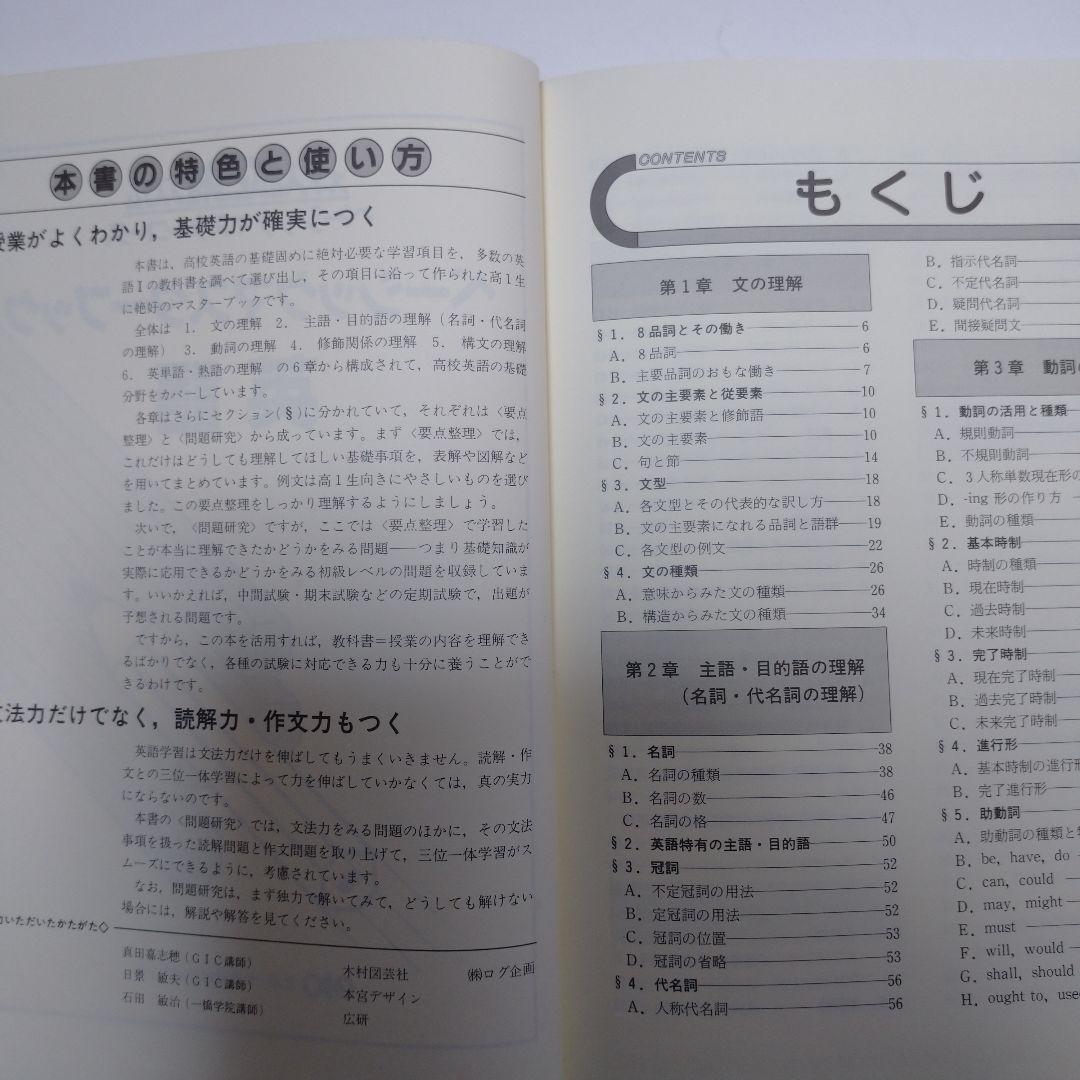 本書の特色と使い方
業がよくわかり，基礎力が確実につく
本書は、高校英語の基礎固めに絶対必要な学習項目を，多数の英
語Ⅰの教科書を調べて選び出し，その項目に沿って作られた高1生
に絶好のマスターブックです。
全体は 1. 文の理解 2. 主語・目的語の理解（名詞・代名詞
の理解） 3. 動詞の理解 4. 修飾関係の理解 5. 構文の理解
6. 英単語・熟語の理解 の6章から構成されて，高校英語の基礎
分野をカバーしています。
各章はさらにセクション(§)に分かれていて，それぞれは〈要点
整理〉と〈問題研究〉から成っています。まず〈要点整理〉では，
これだけはどうしても理解してほしい基礎事項を，表解や図解など
を用いてまとめています。例文は高1生向きにやさしいものを選び
ました。この要点整理をしっかり理解するようにしましょう。
次いで，〈問題研究〉ですが，ここでは〈要点整理〉で学習した
ことが本当に理解できたかどうかをみる問題――つまり基礎知識が
実際に応用できるかどうかをみる初級レベルの問題を収録していま
す。いいかえれば，中間試験・期末試験などの定期試験で，出題が
予想される問題です。
ですから，この本を活用すれば，教科書＝授業の内容を理解でき
るばかりでなく，各種の試験に対応できる力も十分に養うことがで
きるわけです。
法力だけでなく，読解力・作文力もつく
英語学習は文法力だけを伸ばしてもうまくいきません。読解・作
文との三位一体学習によって力を伸ばしていかなくては，真の実力
にならないのです。
本書の〈問題研究〉では，文法力をみる問題のほかに，その文法
事項を扱った読解問題と作文問題を取り上げて，三位一体学習がス
ムーズにできるように，考慮されています。
なお，問題研究は，まず独力で解いてみて，どうしても解けない
場合には，解説や解答を見てください。
いただいたかたがた◇
真田嘉志穂（GIC講師） 木村図芸社 ㈱ログ企画
日景 敏夫（GIC講師） 本宮デザイン
石田 敏治（一橋学院講師） 広研
CONTENTS
もくじ
第1章 文の理解
§1. 8品詞とその働き 6
A. 8品詞 6
B. 主要品詞のおもな働き 7
§2. 文の主要素と従要素 10
A. 文の主要素と修飾語 10
B. 文の主要素 10
C. 句と節 14
§3. 文型 18
A. 各文型とその代表的な訳し方 18
B. 文の主要素になれる品詞と語群 19
C. 各文型の例文 22
§4. 文の種類 26
A. 意味からみた文の種類 26
B. 構造からみた文の種類 34
第2章 主語・目的語の理解
（名詞・代名詞の理解）
§1. 名詞 38
A. 名詞の種類 38
B. 名詞の数 46
C. 名詞の格 47
§2. 英語特有の主語・目的語 50
§3. 冠詞 52
A. 不定冠詞の用法 52
B. 定冠詞の用法 52
C. 冠詞の位置 53
D. 冠詞の省略 53
§4. 代名詞 56
A. 人称代名詞 56
B. 指示代名詞
C. 不定代名詞
D. 疑問代名詞
E. 間接疑問文
第3章 動詞
§1. 動詞の活用と種類
A. 規則動詞
B. 不規則動詞
C. 3人称単数現在形の
D. -ing 形の作り方
E. 動詞の種類
§2. 基本時制
A. 時制の種類
B. 現在時制
C. 過去時制
D. 未来時制
§3. 完了時制
A. 現在完了時制
B. 過去完了時制
C. 未来完了時制
§4. 進行形
A. 基本時制の進行形
B. 完了進行形
§5. 助動詞
A. 助動詞の種類と
B. be, have, do
C. can, could
D. may, might
E. must
F. will, would
G. shall, should
H. ought to, used